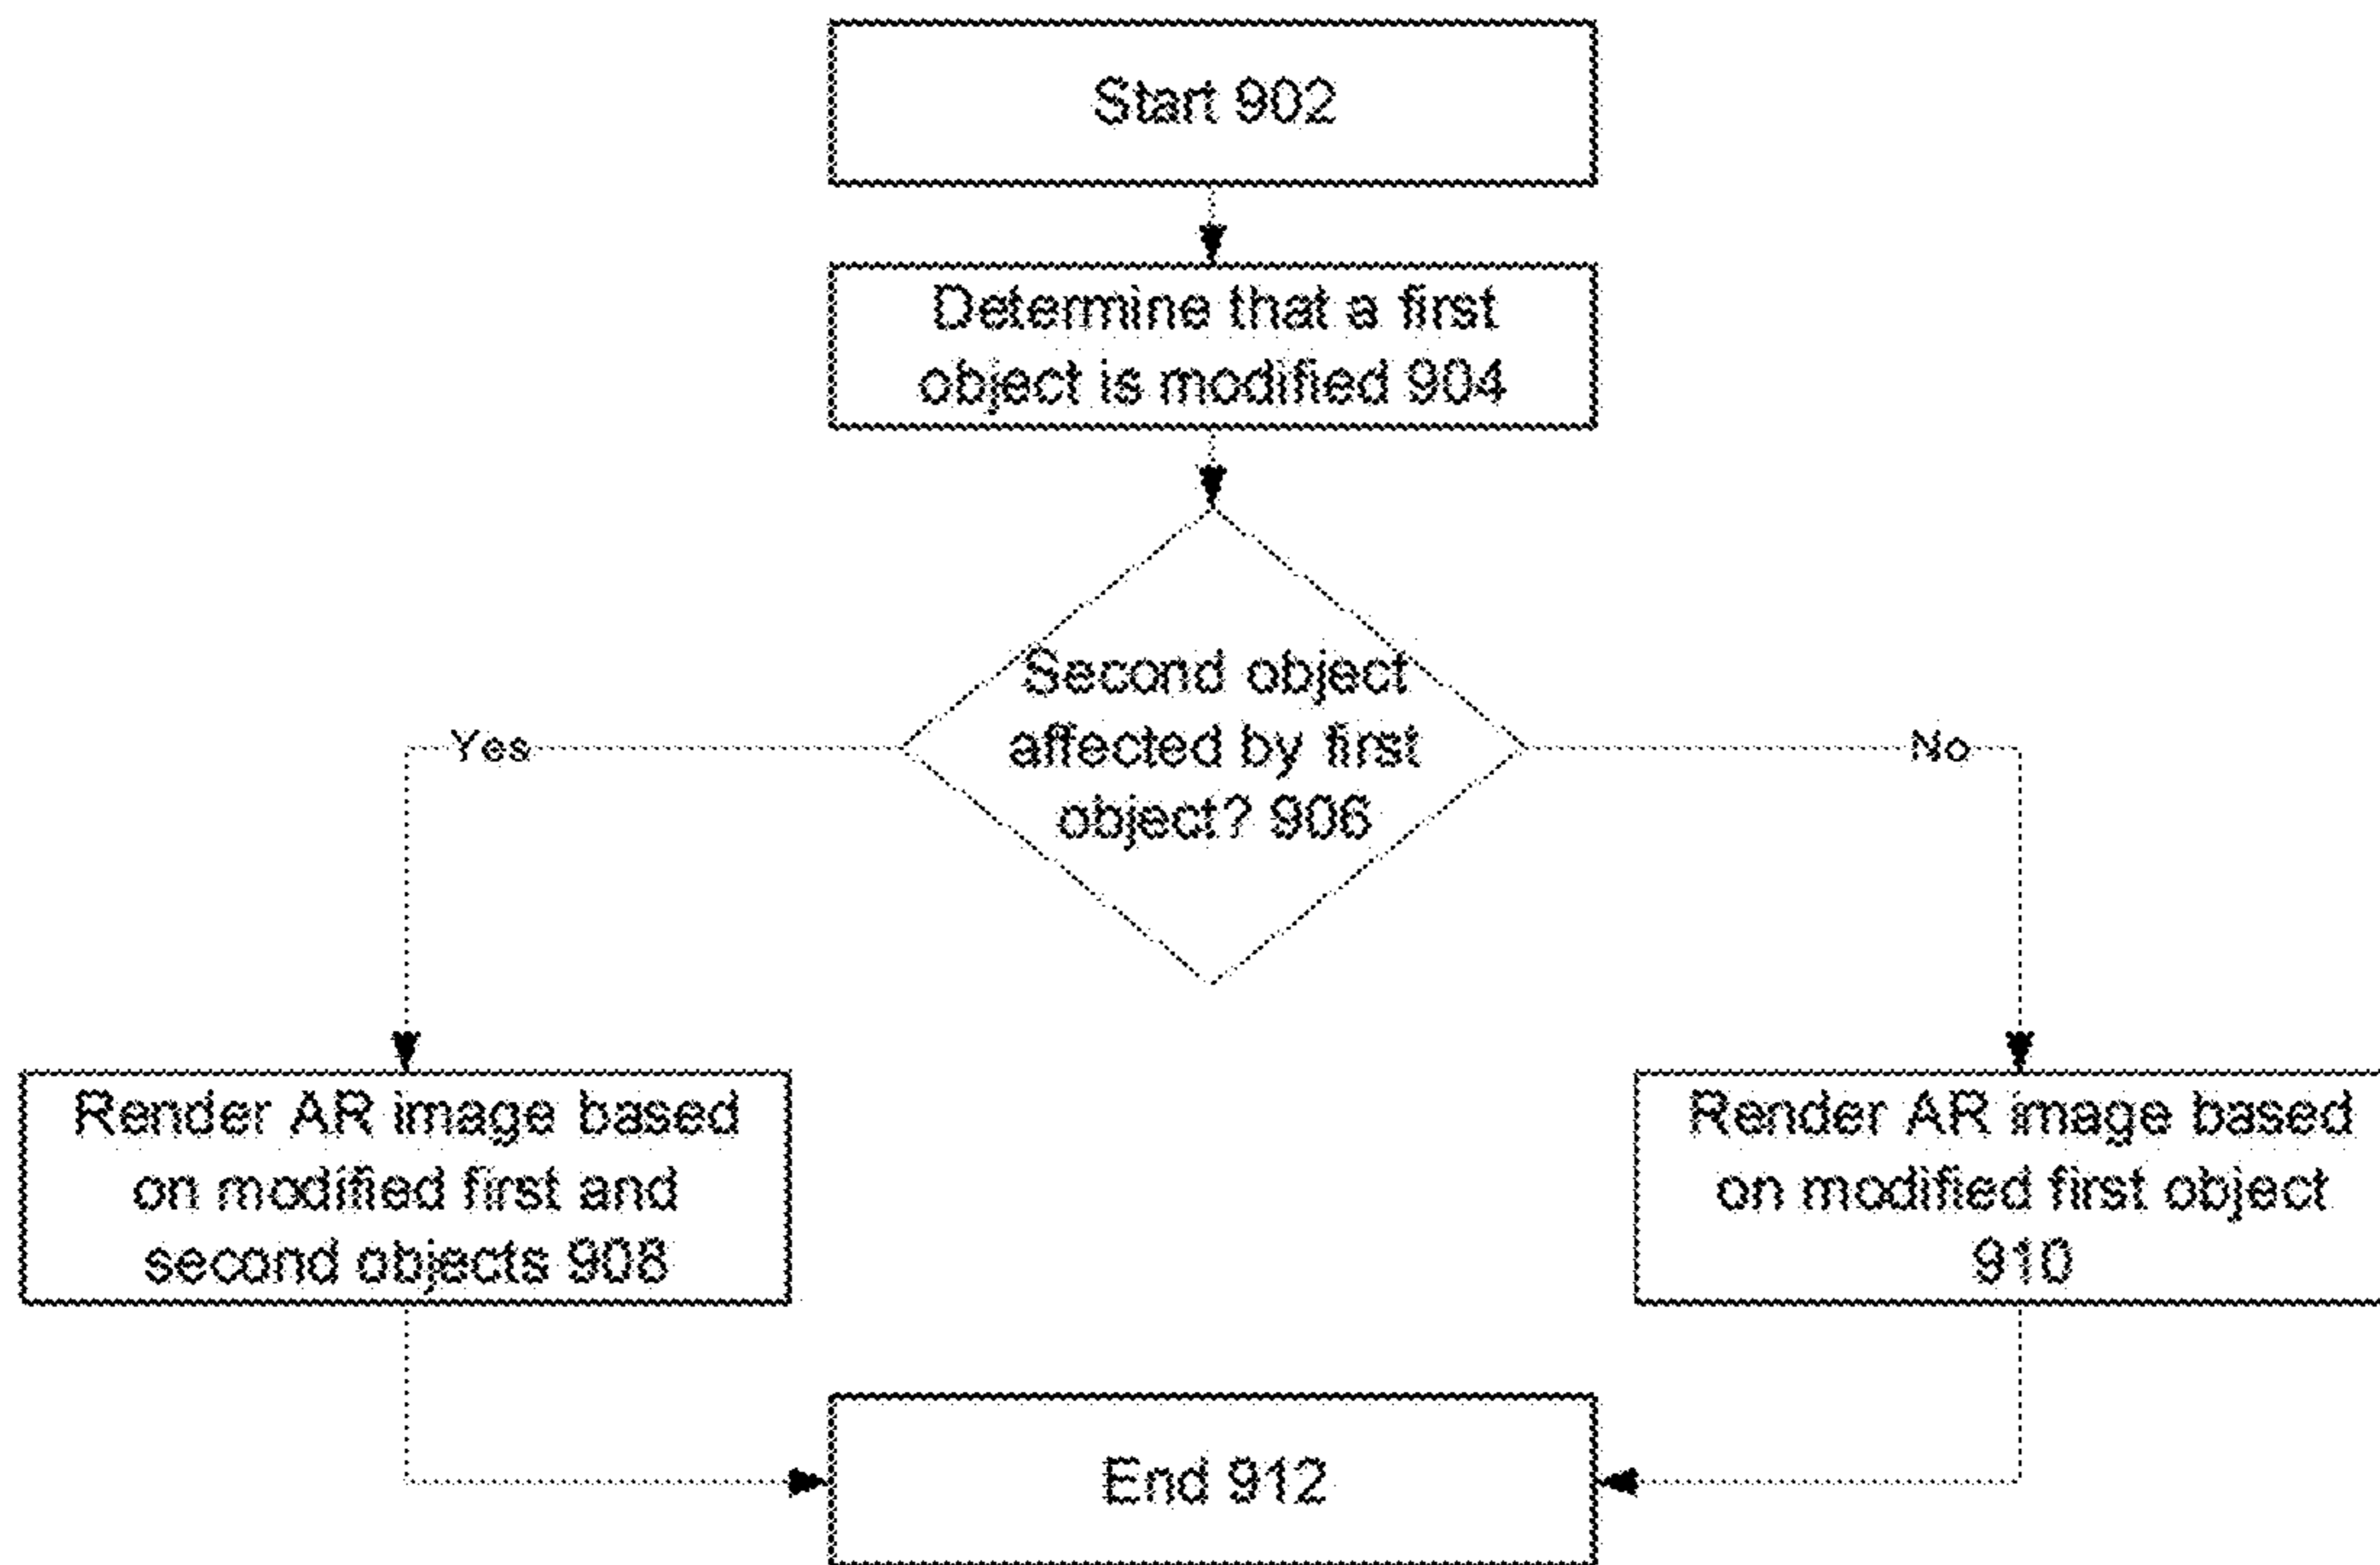 Start 902
Determine that a first
object is modified 904
Second object
affected by first
object? 906
Yes
No
Render AR image based
on modified first and
second objects 908
Render AR image based
on modified first object
910
End 912